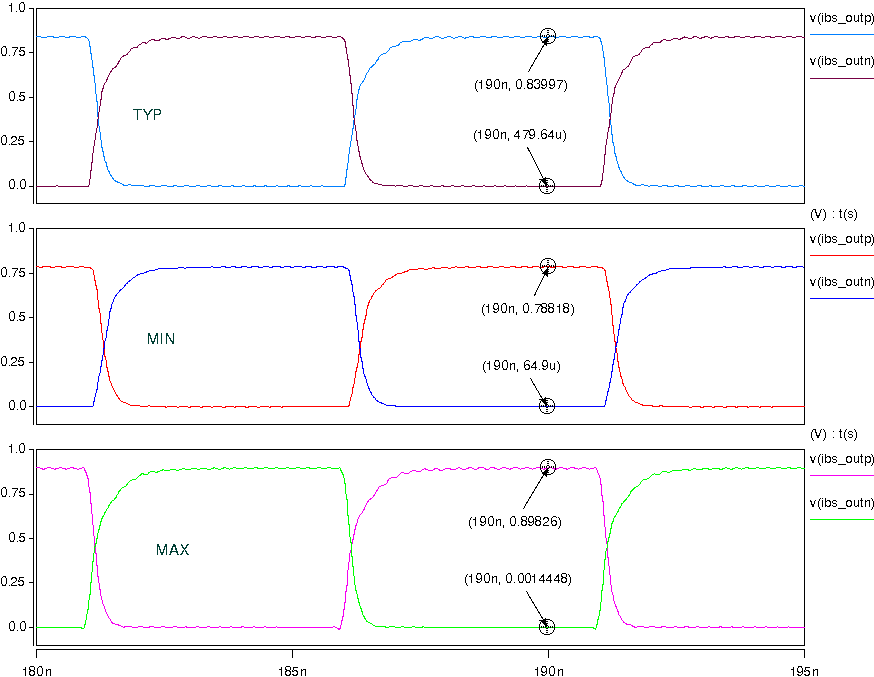 1.0
v(ibs_outp)
0.75
v(ibs_outn)
(190n, 0.83997)
0.5
TYP
(190n, 479.64u)
0.25
0.0
(V) : t(s)
1.0
v(ibs_outp)
0.75
v(ibs_outn)
(190n, 0.78818)
0.5
MIN
0.25
(190n, 64.9u)
0.0
(V) : t(s)
1.0
v(ibs_outp)
0.75
v(ibs_outn)
(190n, 0.89826)
0.5
MAX
0.25
(190n, 0.0014448)
0.0
180n 185n 190n 195n